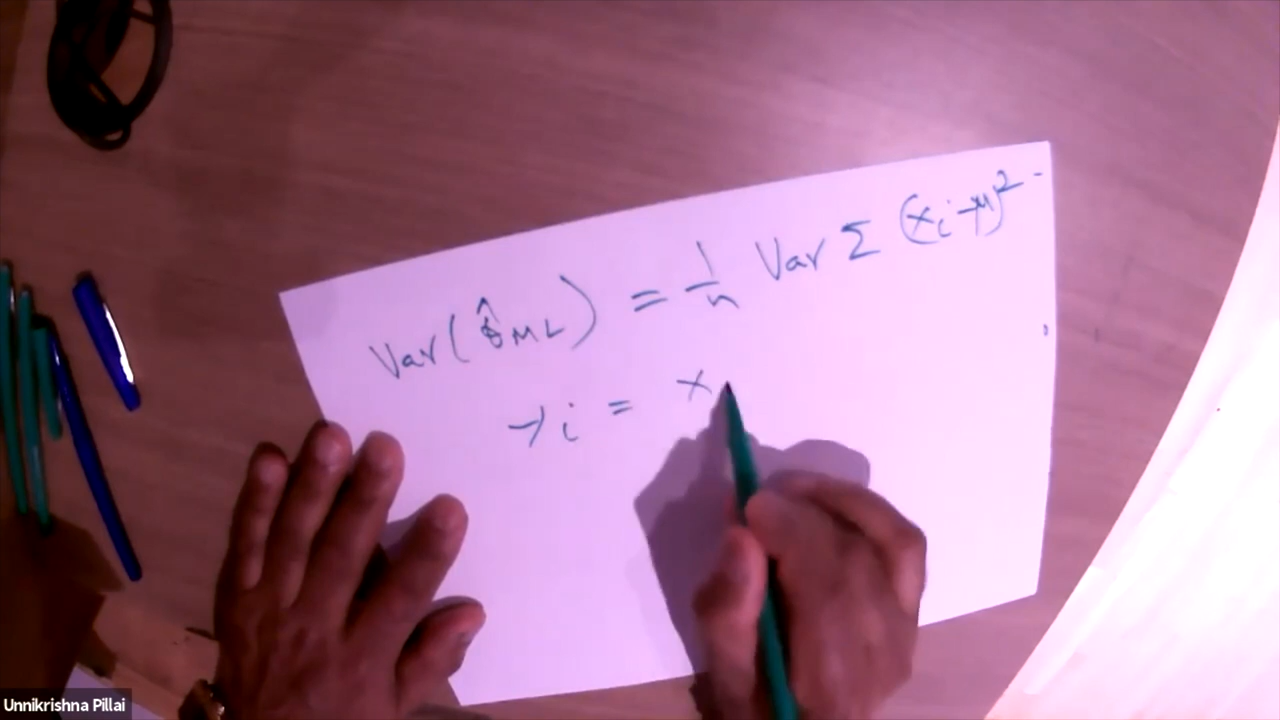 Var(θ̂ML) = 1/n Var Σ (xi-μ)²
Yi = x
Unnikrishna Pillai